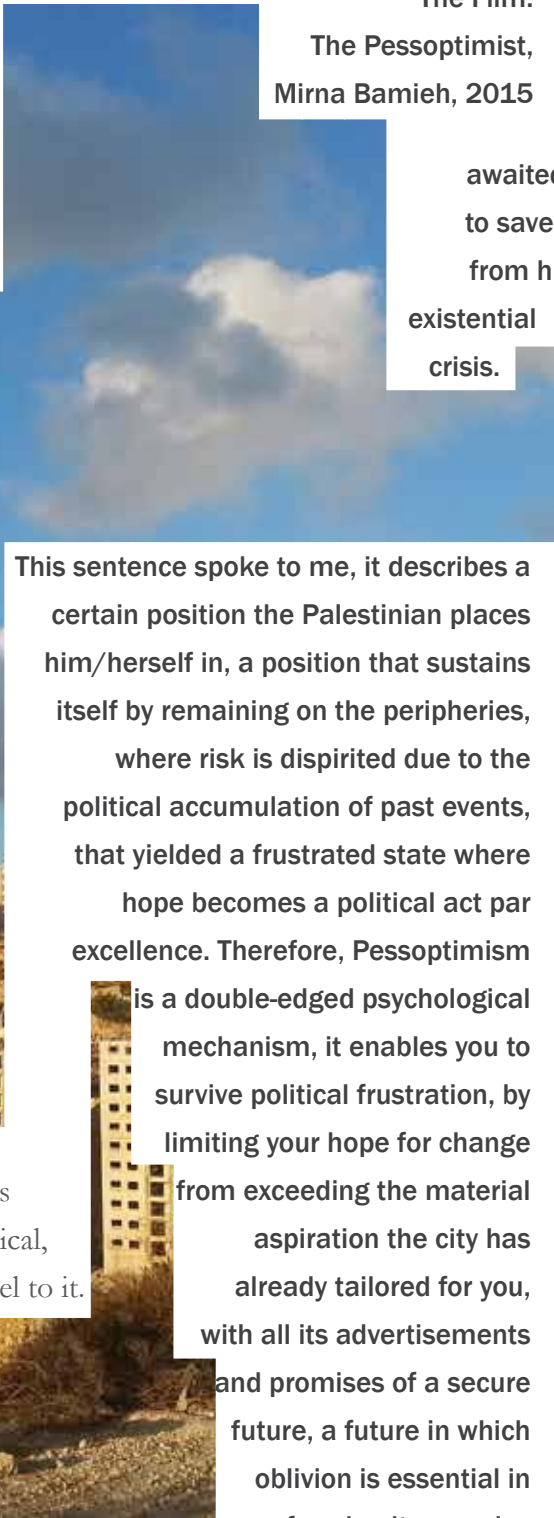 The Film:
The Pessoptimist,
Mirna Bamieh, 2015
to save
from
existential
crisis.
This sentence spoke to me, it describes a
certain position the Palestinian places
him/herself in, a position that sustains
itself by remaining on the peripheries,
where risk is dispirited due to the
political accumulation of past events,
that yielded a frustrated state where
hope becomes a political act par
excellence. Therefore, Pessoptimism
is a double-edged psychological
mechanism, it enables you to
survive political frustration, by
limiting your hope for change
from exceeding the material
aspiration the city has
already tailored for you,
with all its advertisements
and promises of a secure
future, a future in which
oblivion is essential in
to it.